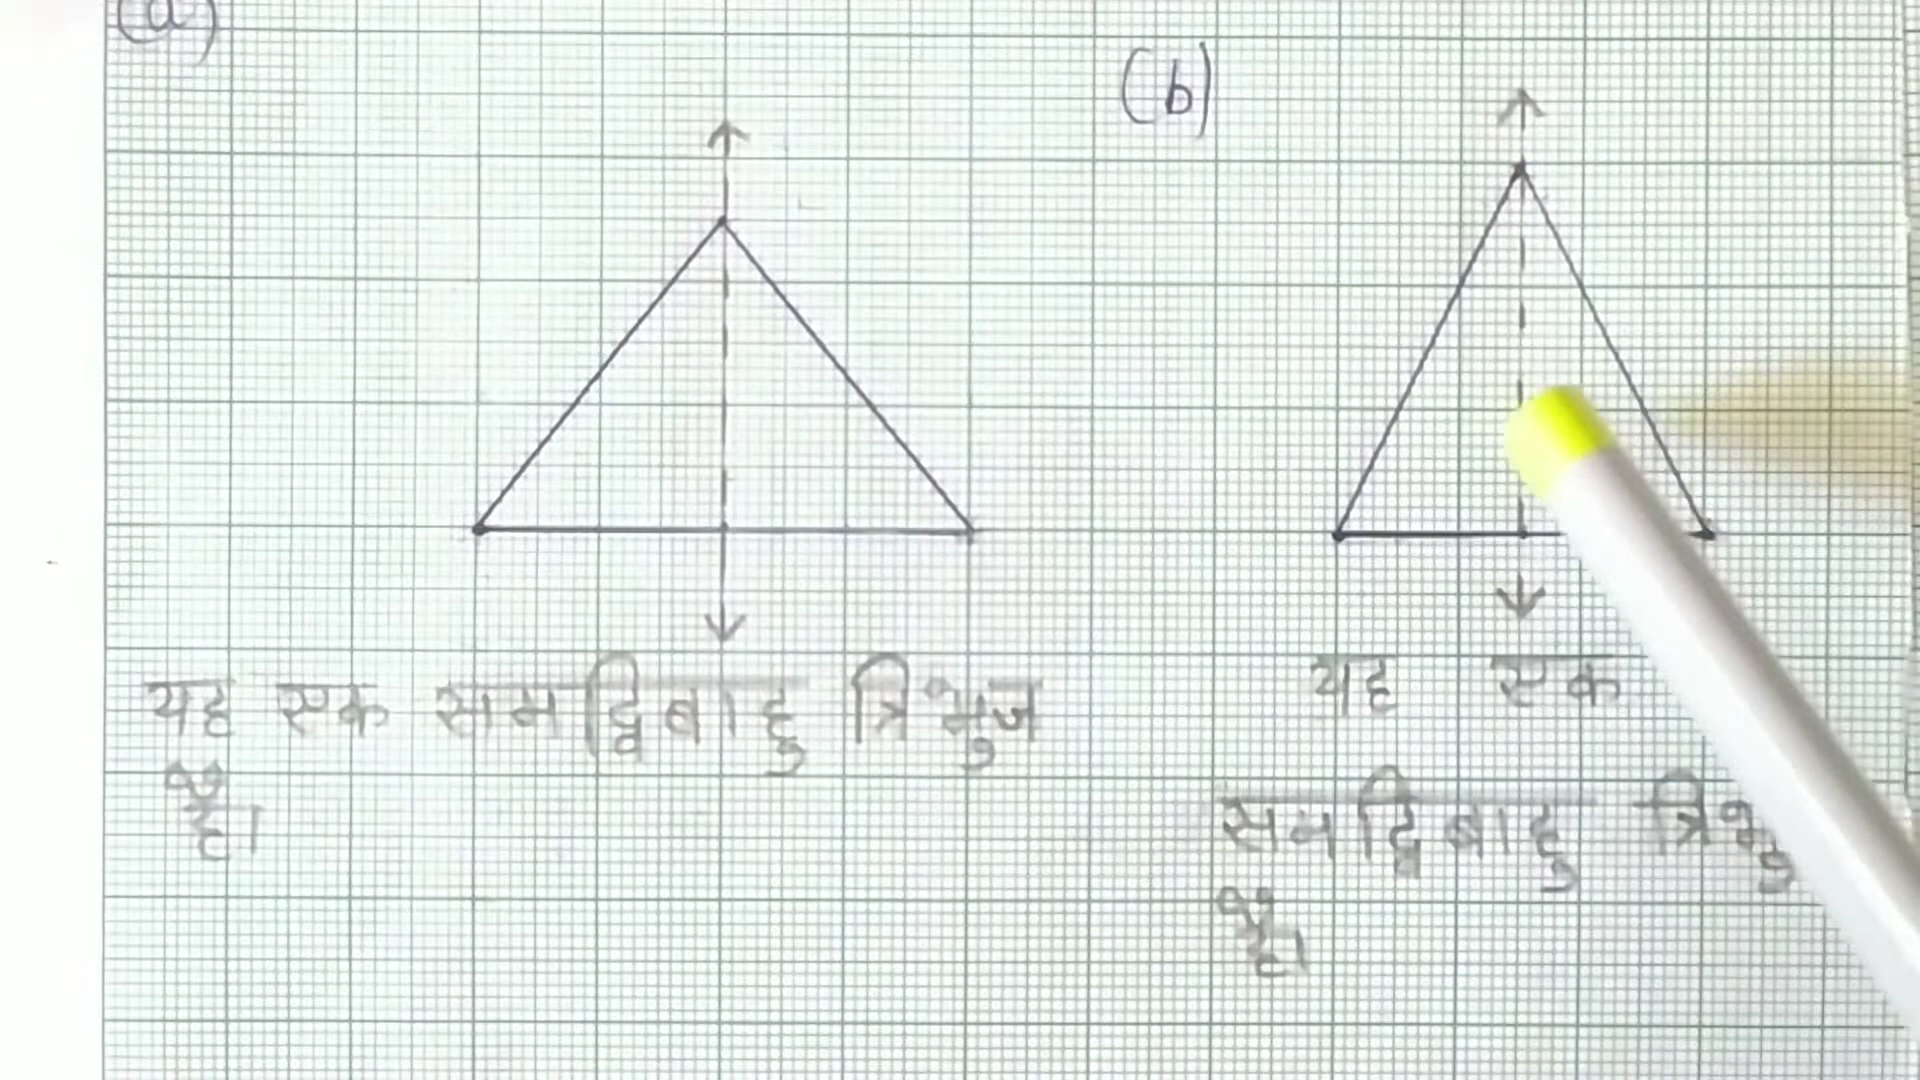 (a)
(b)
यह एक समद्विबाहु त्रिभुज
है।
यह एक
समद्विबाहु
है।